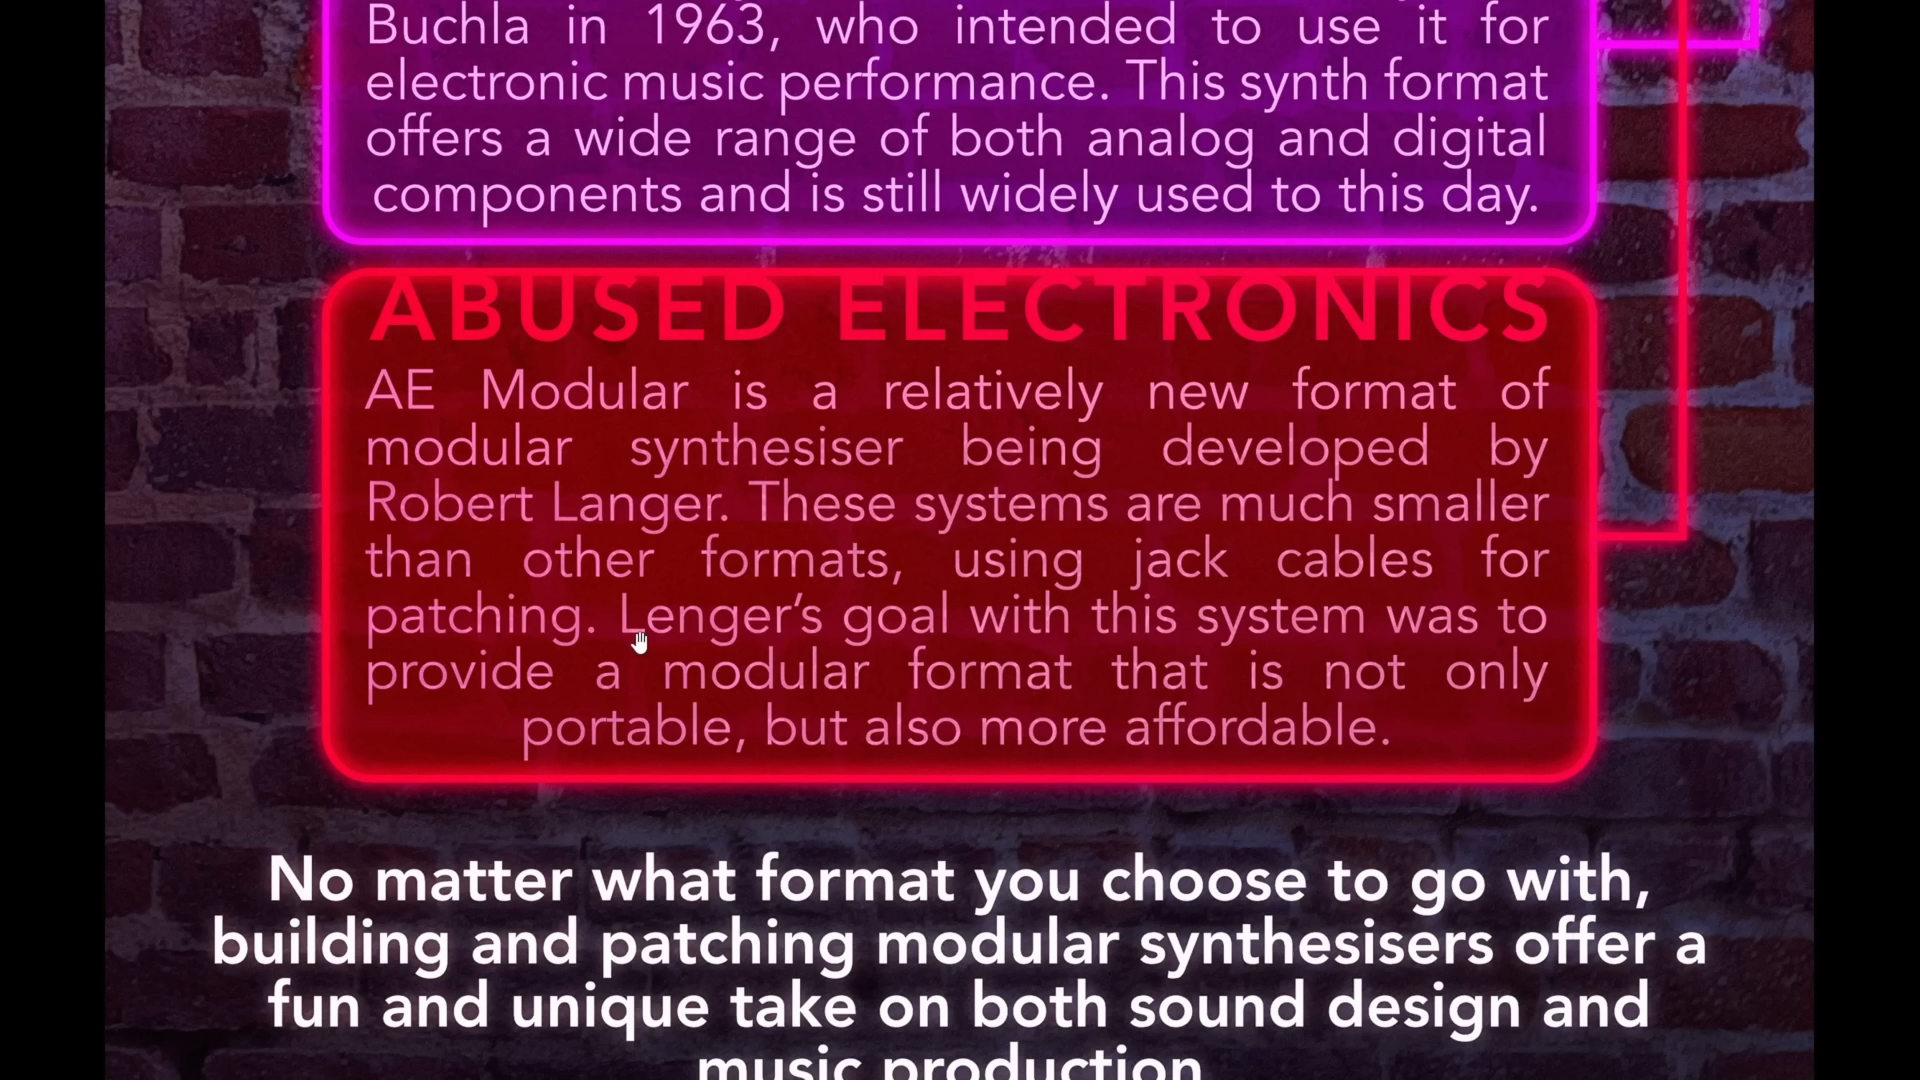 Buchla in 1963, who intended to use it for
electronic music performance. This synth format
offers a wide range of both analog and digital
components and is still widely used to this day.
ABUSED ELECTRONICS
AE Modular is a relatively new format of
modular synthesiser being developed by
Robert Langer. These systems are much smaller
than other formats, using jack cables for
patching. Lenger’s goal with this system was to
provide a modular format that is not only
portable, but also more affordable.
No matter what format you choose to go with,
building and patching modular synthesisers offer a
fun and unique take on both sound design and
music production